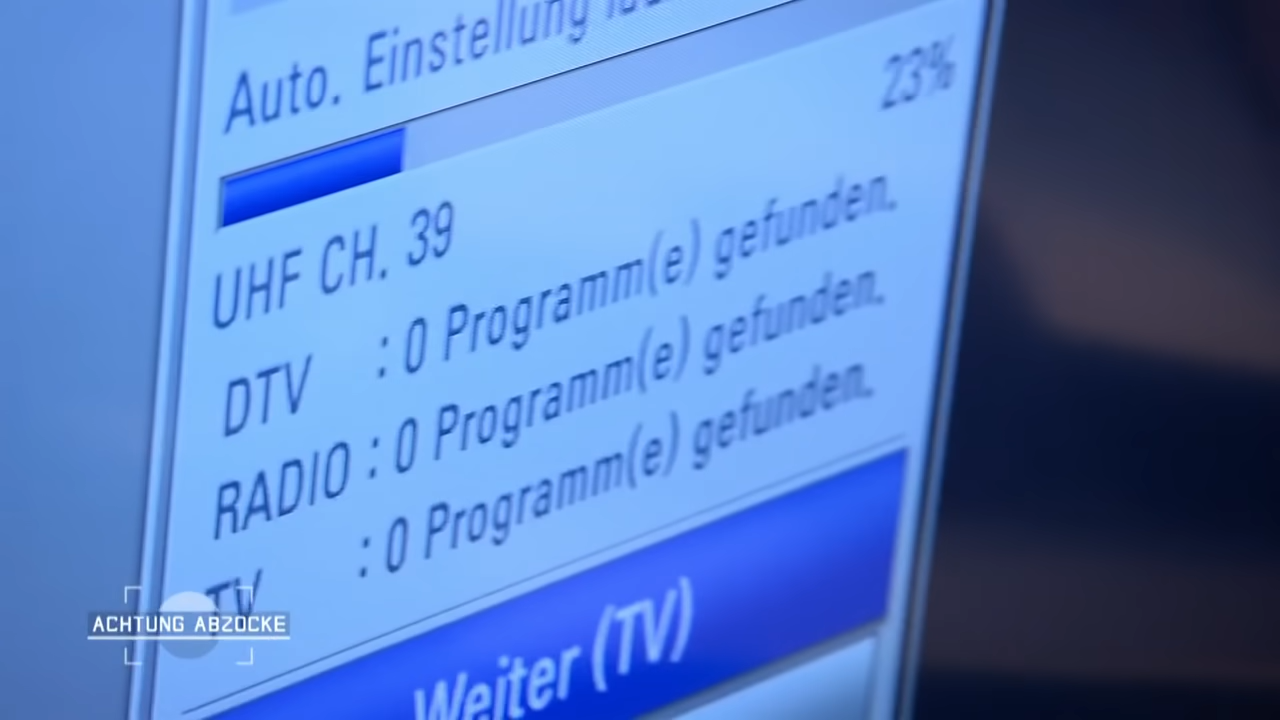 Auto. Einstellung
23%
UHF CH. 39
DTV : 0 Programm(e) gefunden.
RADIO : 0 Programm(e) gefunden.
TV : 0 Programm(e) gefunden.
Weiter (TV)
ACHTUNG ABZOCKE